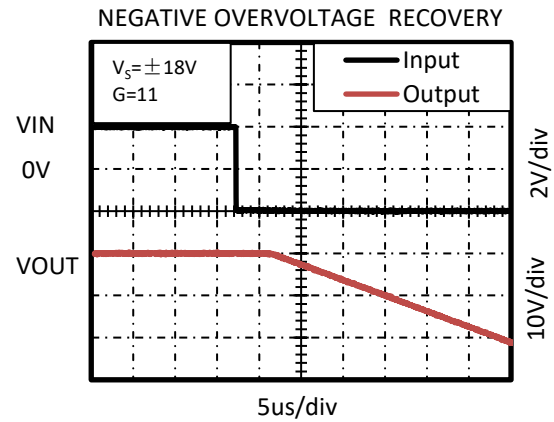 NEGATIVE OVERVOLTAGE RECOVERY
Vs=±18V
G=11
Input
Output
VIN
0V
VOUT
2V/div
10V/div
5us/div